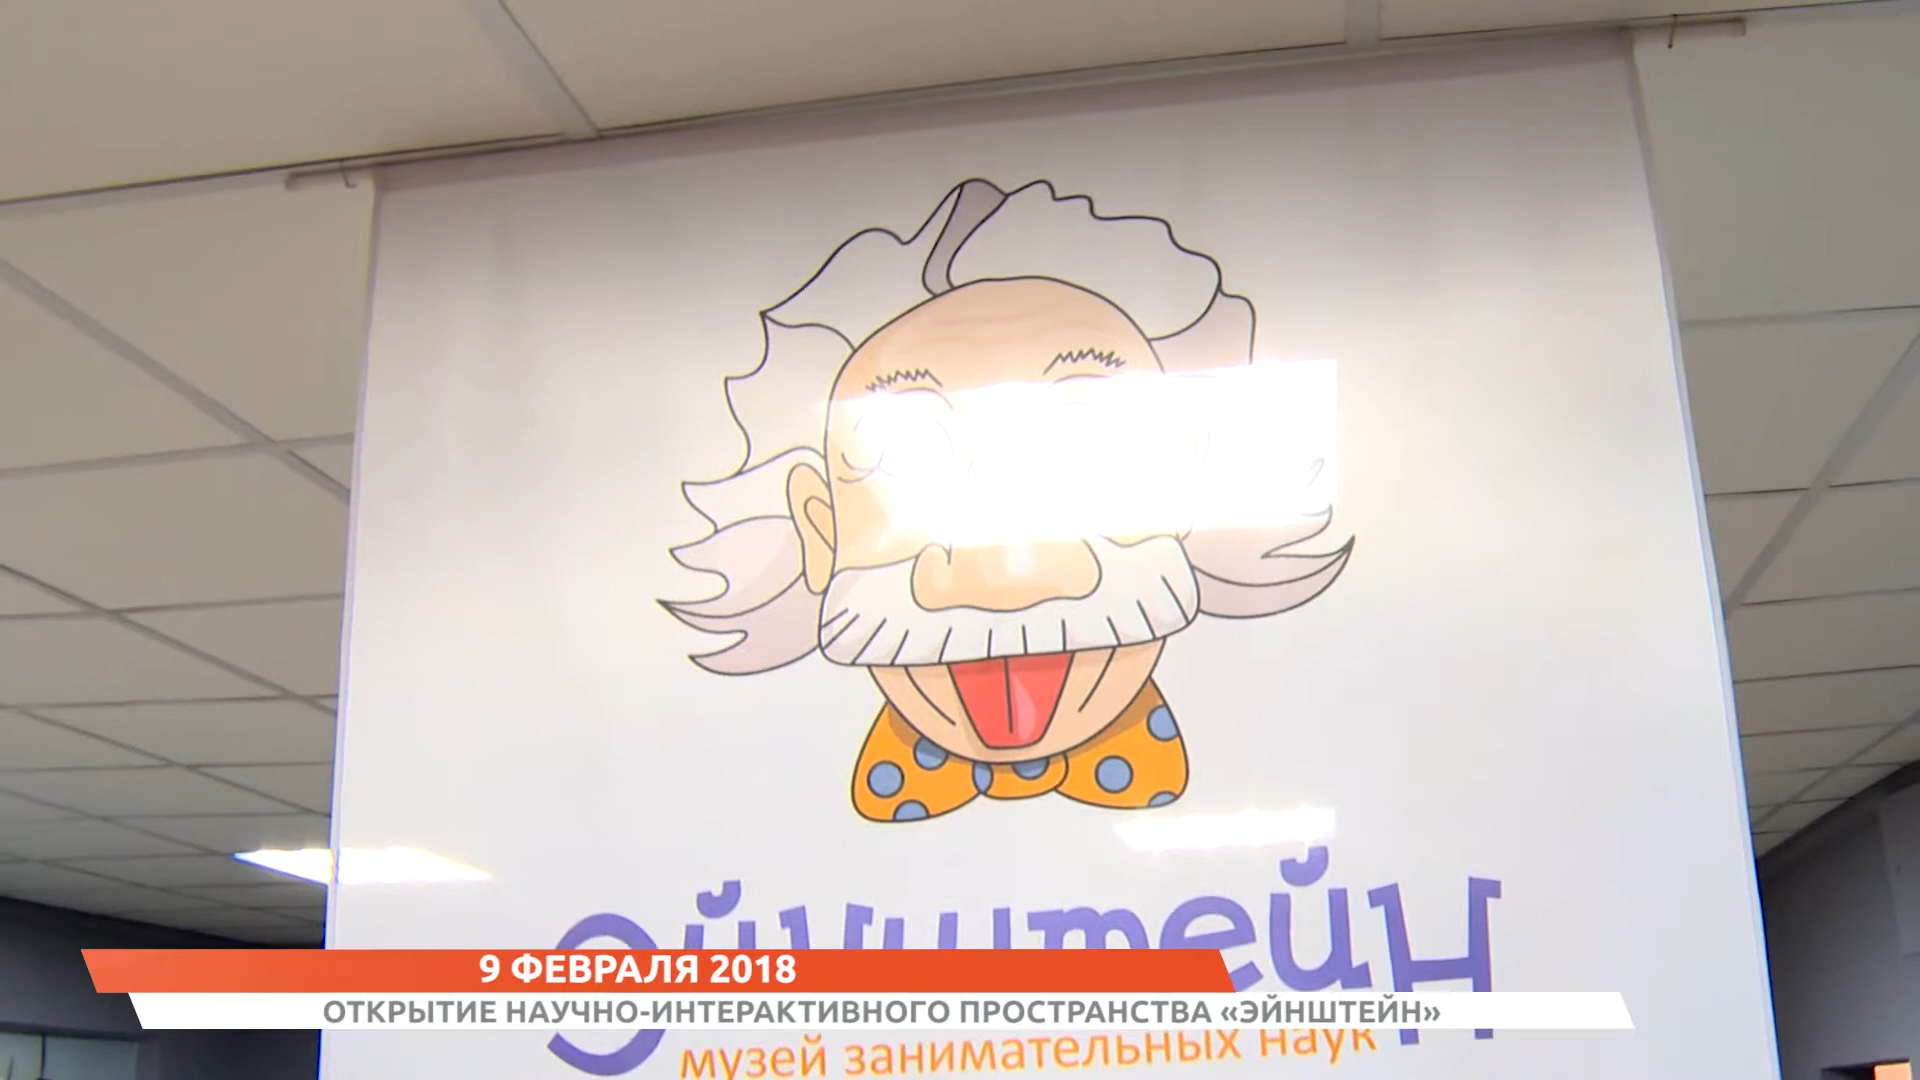 Эйнштейн
9 ФЕВРАЛЯ 2018
ОТКРЫТИЕ НАУЧНО-ИНТЕРАКТИВНОГО ПРОСТРАНСТВА «ЭЙНШТЕЙН»
музей занимательных наук